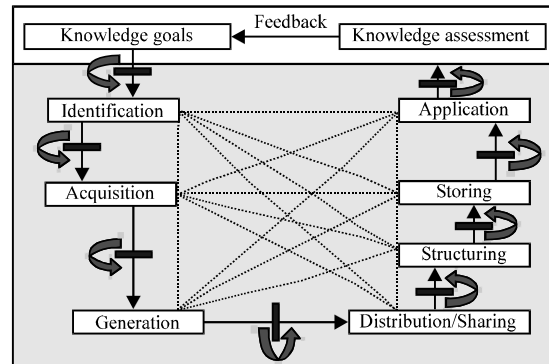 Feedback
Knowledge goals
Knowledge assessment
Identification
Application
Acquisition
Storing
Structuring
Generation
Distribution/Sharing